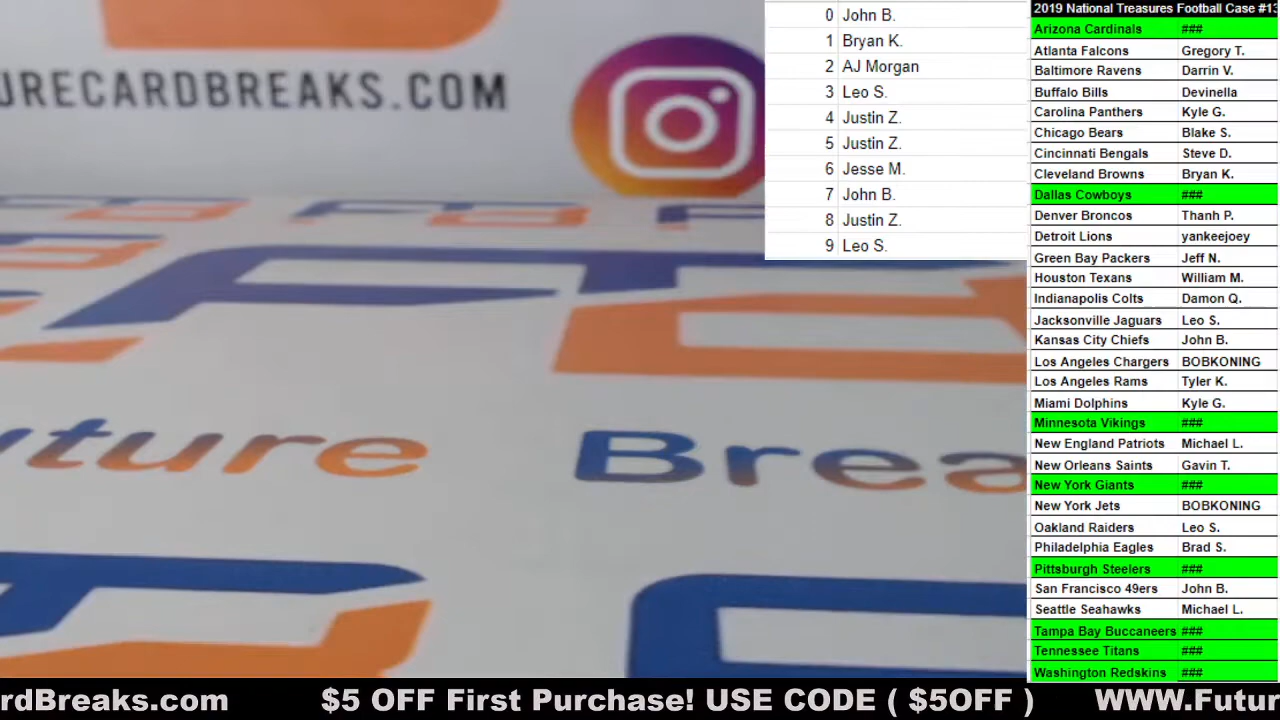 URECARDBREAKS.COM
uture Brea
0 John B.
1 Bryan K.
2 AJ Morgan
3 Leo S.
4 Justin Z.
5 Justin Z.
6 Jesse M.
7 John B.
8 Justin Z.
9 Leo S.
2019 National Treasures Football Case #13
Arizona Cardinals ###
Atlanta Falcons Gregory T.
Baltimore Ravens Darrin V.
Buffalo Bills Devinella
Carolina Panthers Kyle G.
Chicago Bears Blake S.
Cincinnati Bengals Steve D.
Cleveland Browns Bryan K.
Dallas Cowboys ###
Denver Broncos Thanh P.
Detroit Lions yankeejoey
Green Bay Packers Jeff N.
Houston Texans William M.
Indianapolis Colts Damon Q.
Jacksonville Jaguars Leo S.
Kansas City Chiefs John B.
Los Angeles Chargers BOBKONING
Los Angeles Rams Tyler K.
Miami Dolphins Kyle G.
Minnesota Vikings ###
New England Patriots Michael L.
New Orleans Saints Gavin T.
New York Giants ###
New York Jets BOBKONING
Oakland Raiders Leo S.
Philadelphia Eagles Brad S.
Pittsburgh Steelers ###
San Francisco 49ers John B.
Seattle Seahawks Michael L.
Tampa Bay Buccaneers ###
Tennessee Titans ###
Washington Redskins ###
rdBreaks.com $5 OFF First Purchase! USE CODE ( $5OFF ) WWW.Futur